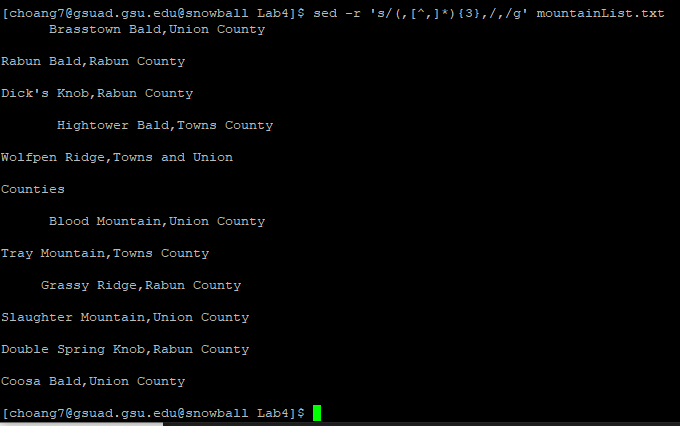 [choang7@gsuad.gsu.edu@snowball Lab4]$ sed -r 's/(,[^,]*){3},/,/g' mountainList.txt
Brasstown Bald,Union County
Rabun Bald,Rabun County
Dick's Knob,Rabun County
Hightower Bald,Towns County
Wolfpen Ridge,Towns and Union
Counties
Blood Mountain,Union County
Tray Mountain,Towns County
Grassy Ridge,Rabun County
Slaughter Mountain,Union County
Double Spring Knob,Rabun County
Coosa Bald,Union County
[choang7@gsuad.gsu.edu@snowball Lab4]$